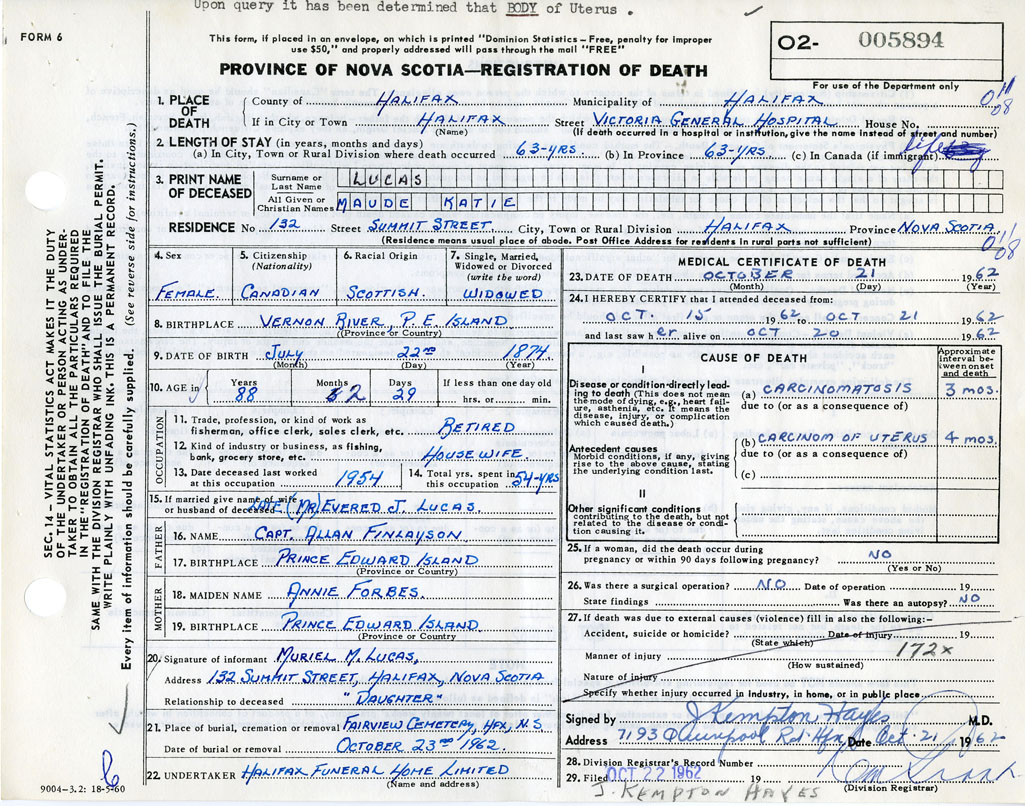 Upon query it has been determined that BODY of Uterus .
FORM 6
This form, if placed in an envelope, on which is printed "Dominion Statistics – Free, penalty for improper
use $50," and properly addressed will pass through the mail "FREE"
O2- 005894
For use of the Department only
PROVINCE OF NOVA SCOTIA—REGISTRATION OF DEATH
SEC. 14 – VITAL STATISTICS ACT MAKES IT THE DUTY
OF THE UNDERTAKER OR PERSON ACTING AS UNDER-
TAKER TO OBTAIN ALL THE PARTICULARS REQUIRED
IN THE "REGISTRATION OF DEATH" AND TO FILE THE
SAME WITH THE DIVISION REGISTRAR WHO SHALL ISSUE THE BURIAL PERMIT.
WRITE PLAINLY WITH UNFADING INK. THIS IS A PERMANENT RECORD.
Every item of information should be carefully supplied. (See reverse side for instructions.)
1. PLACE OF DEATH
County of HALIFAX Municipality of HALIFAX 011
08
If in City or Town HALIFAX Street VICTORIA GENERAL HOSPITAL House No.
(Name) (If death occurred in a hospital or institution, give the name instead of street and number)
2. LENGTH OF STAY (in years, months and days)
(a) In City, Town or Rural Division where death occurred 63-YRS (b) In Province 63-YRS (c) In Canada (if immigrant) life
3. PRINT NAME OF DECEASED
Surname or Last Name LUCAS
All Given or Christian Names MAUDE KATIE
RESIDENCE No 132 Street SUMMIT STREET, City, Town or Rural Division HALIFAX Province NOVA SCOTIA
(Residence means usual place of abode. Post Office Address for residents in rural parts not sufficient)
011
08
4. Sex FEMALE.
5. Citizenship (Nationality) CANADIAN
6. Racial Origin SCOTTISH.
7. Single, Married, Widowed or Divorced (write the word) WIDOWED
8. BIRTHPLACE VERNON RIVER, P.E. ISLAND
(Province or Country)
9. DATE OF BIRTH July 22ND 1874
(Month) (Day) (Year)
10. AGE in Years 88 Months 2 Days 29 If less than one day old hrs. or min.
OCCUPATION
11. Trade, profession, or kind of work as
fisherman, office clerk, sales clerk, etc. RETIRED
12. Kind of industry or business, as fishing,
bank, grocery store, etc. HOUSEWIFE.
13. Date deceased last worked
at this occupation 1954
14. Total yrs. spent in
this occupation 54-YRS
15. If married give name of wife
or husband of deceased LATE (MR) EVERED J. LUCAS.
FATHER
16. NAME CAPT. ALLAN FINLAYSON
17. BIRTHPLACE PRINCE EDWARD ISLAND
(Province or Country)
MOTHER
18. MAIDEN NAME ANNIE FORBES.
19. BIRTHPLACE PRINCE EDWARD ISLAND
(Province or Country)
20. Signature of informant MURIEL M. LUCAS,
Address 132 SUMMIT STREET, HALIFAX, NOVA SCOTIA
Relationship to deceased "DAUGHTER"
21. Place of burial, cremation or removal FAIRVIEW CEMETERY, HFX, N.S.
Date of burial or removal OCTOBER 23RD 1962.
22. UNDERTAKER HALIFAX FUNERAL HOME LIMITED
(Name and address)
9004–3.2: 18-5-60
6
MEDICAL CERTIFICATE OF DEATH
23. DATE OF DEATH OCTOBER 21 1962
(Month) (Day) (Year)
24. I HEREBY CERTIFY that I attended deceased from:
OCT. 15 1962 TO OCT 21 1962
and last saw her alive on OCT 20 1962
CAUSE OF DEATH
Approximate interval between onset and death
I
Disease or condition directly lead-
ing to death (This does not mean
the mode of dying, e.g., heart fail-
ure, asthenia, etc. It means the
disease, injury, or complication
which caused death.)
(a) CARCINOMATOSIS 3 mos.
due to (or as a consequence of)
Antecedent causes
Morbid conditions, if any, giving
rise to the above cause, stating
the underlying condition last.
(b) CARCINOM OF UTERUS 4 mos.
due to (or as a consequence of)
(c)
II
Other significant conditions
contributing to the death, but not
related to the disease or condi-
tion causing it.
25. If a woman, did the death occur during
pregnancy or within 90 days following pregnancy? NO
(Yes or No)
26. Was there a surgical operation? NO Date of operation 19
State findings Was there an autopsy? NO
27. If death was due to external causes (violence) fill in also the following:–
Accident, suicide or homicide? Date of injury 19
(State which)
Manner of injury 172x
(How sustained)
Nature of injury
Specify whether injury occurred in Industry, in home, or in public place
Signed by J Kempton Hayes M.D.
Address 7193 Quinpool Rd. Hfx Date Oct. 21 1962
28. Division Registrar's Record Number
29. Filed OCT 22 1962 19
(Division Registrar)
J. KEMPTON HAYES